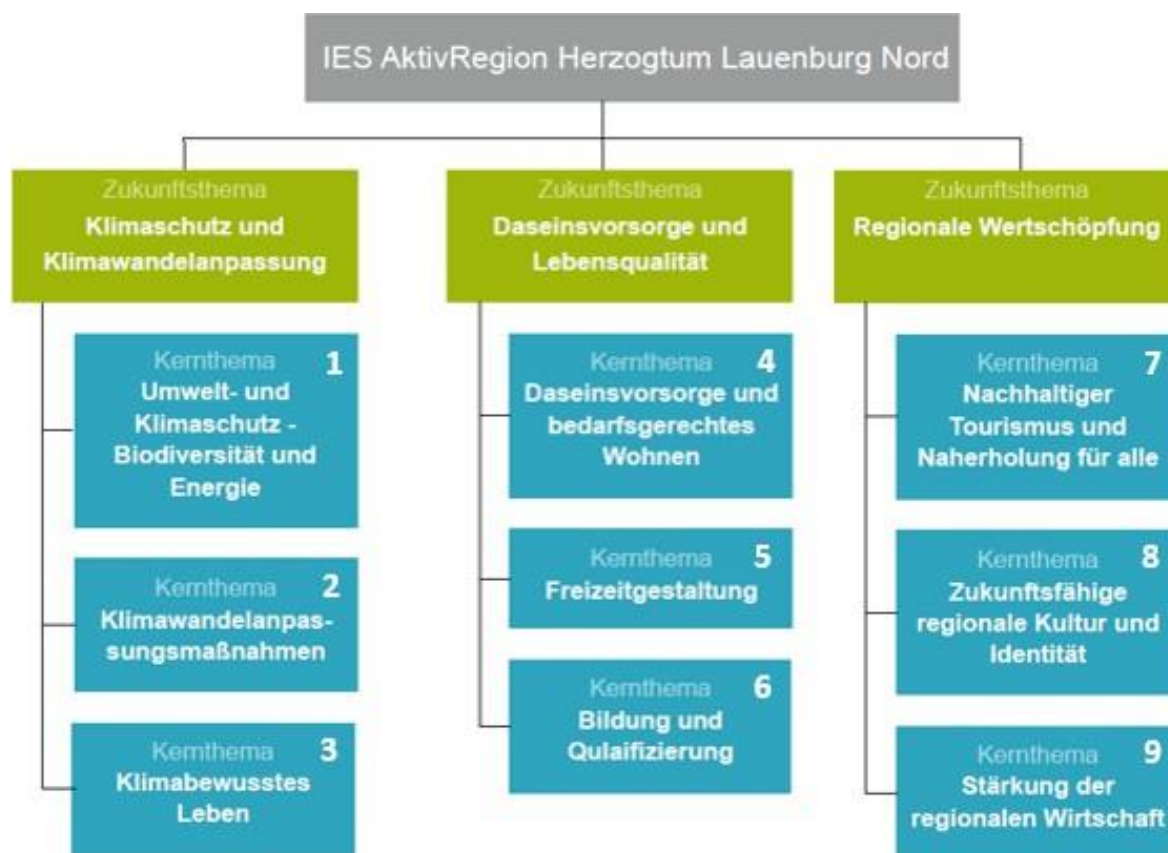 IES AktivRegion Herzogtum Lauenburg Nord
Zukunftsthema
Klimaschutz und
Klimawandelanpassung
Kernthema 1
Umwelt- und
Klimaschutz -
Biodiversität und
Energie
Kernthema 2
Klimawandelanpas-
sungsmaßnahmen
Kernthema 3
Klimabewusstes
Leben
Zukunftsthema
Daseinsvorsorge und
Lebensqualität
Kernthema 4
Daseinsvorsorge und
bedarfsgerechtes
Wohnen
Kernthema 5
Freizeitgestaltung
Kernthema 6
Bildung und
Qulaifizierung
Zukunftsthema
Regionale Wertschöpfung
Kernthema 7
Nachhaltiger
Tourismus und
Naherholung für alle
Kernthema 8
Zukunftsfähige
regionale Kultur und
Identität
Kernthema 9
Stärkung der
regionalen Wirtschaft